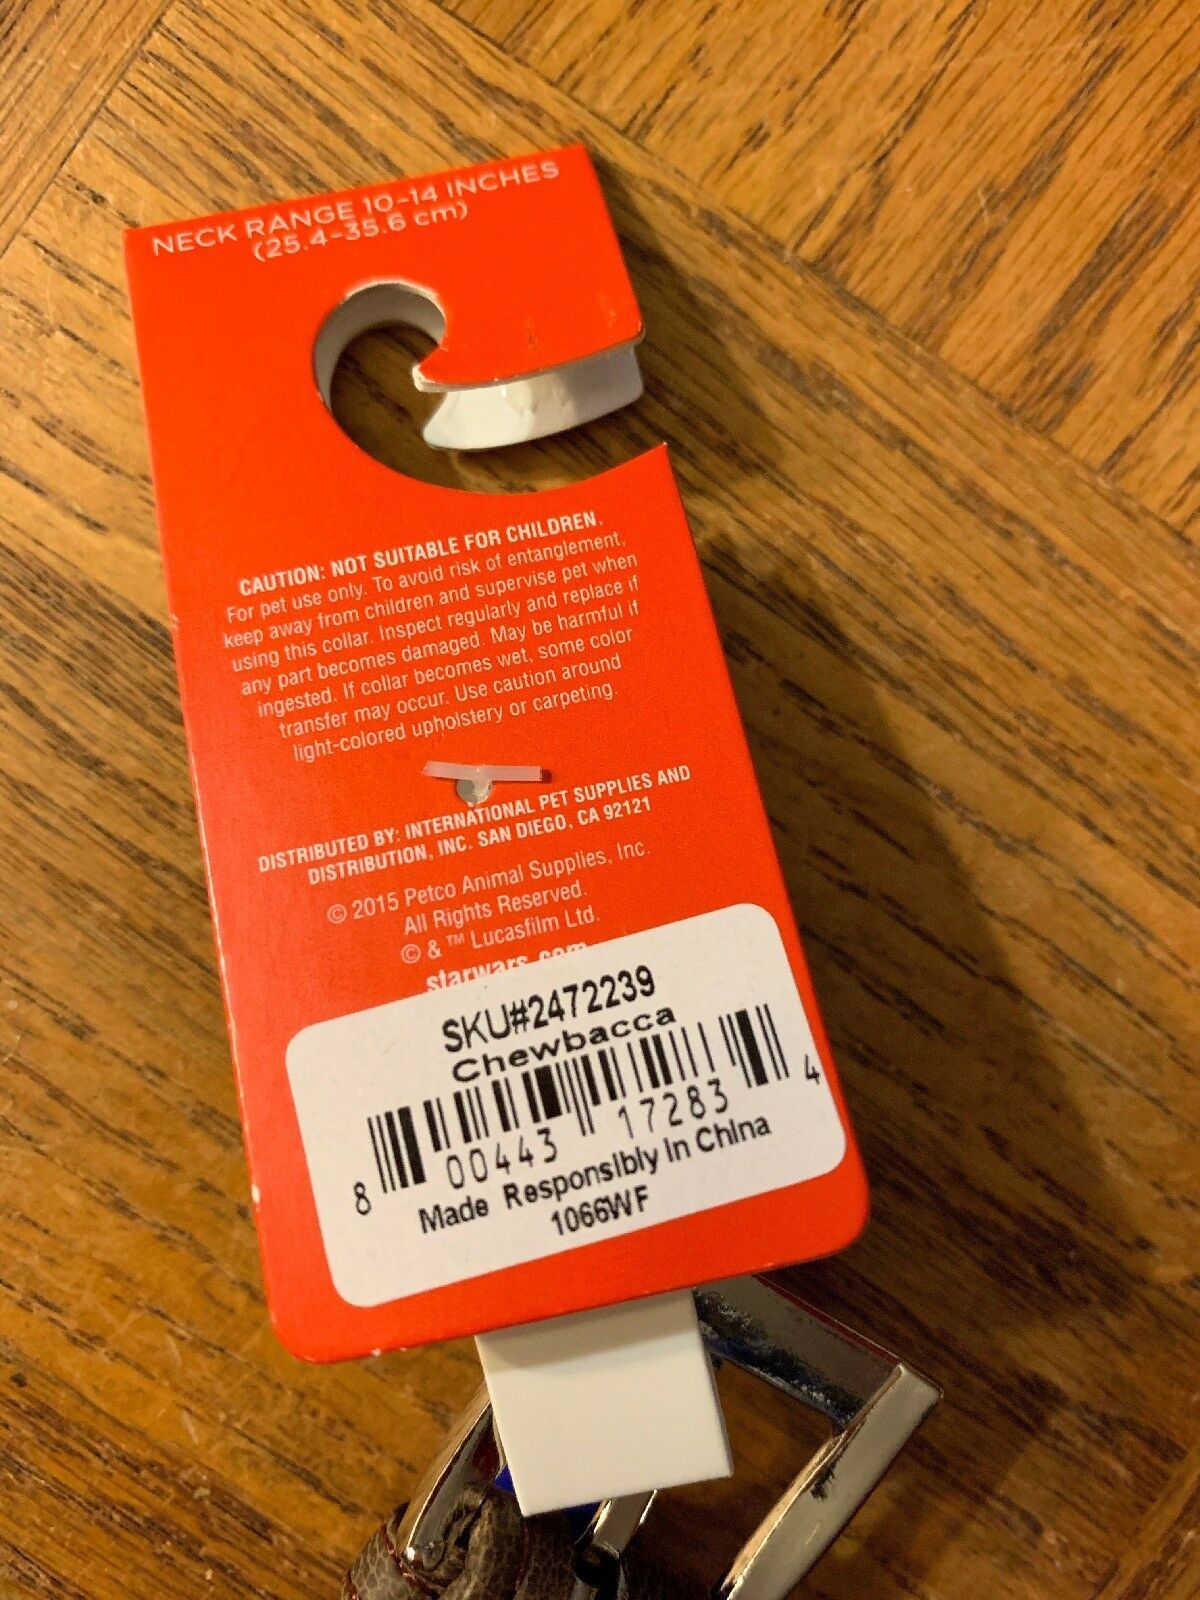 NECK RANGE 10-14 INCHES
(25.4-35.6 cm)
CAUTION: NOT SUITABLE FOR CHILDREN.
For pet use only. To avoid risk of entanglement,
keep away from children and supervise pet when
using this collar. Inspect regularly and replace if
any part becomes damaged. May be harmful if
ingested. If collar becomes wet, some color
transfer may occur. Use caution around
light-colored upholstery or carpeting.
DISTRIBUTED BY: INTERNATIONAL PET SUPPLIES AND
DISTRIBUTION, INC. SAN DIEGO, CA 92121
© 2015 Petco Animal Supplies, Inc.
All Rights Reserved.
© & ™ Lucasfilm Ltd.
starwars.com
SKU#2472239
Chewbacca
8 00443 17283 4
Made Responsibly in China
1066WF